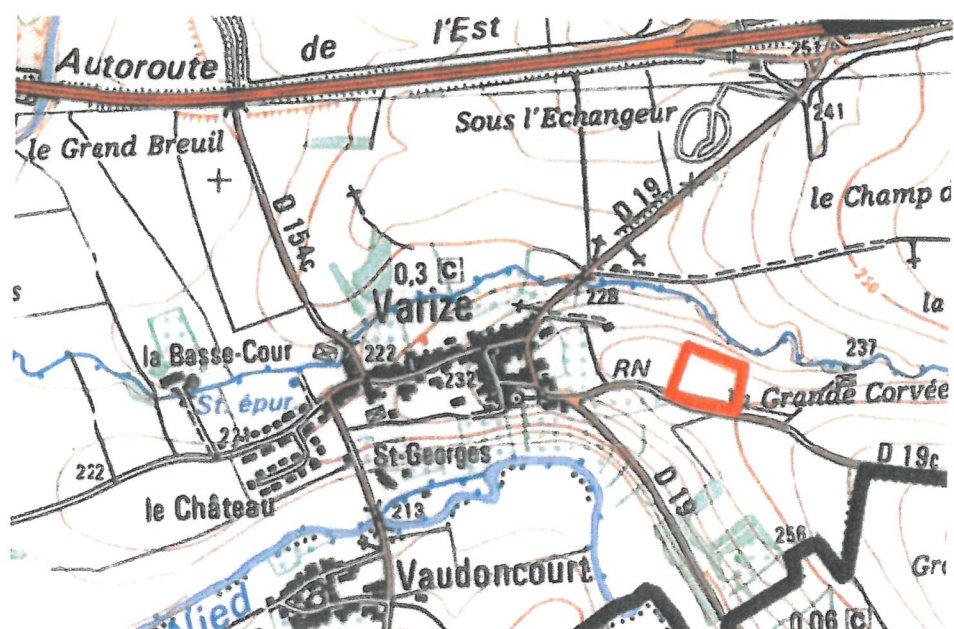 l'Est
de
Autoroute
251
241
Sous l'Echangeur
le Grand Breuil
D 19
le Champ d
D 154c
0,3 C
Varize
228
250
la
s
la Basse-Cour
222
232
237
RN
Grande Corvée
St. épur
221
St-Georges
D 19c
222
le Château
213
D 19
256
Vaudoncourt
Gr
Nied
0,06 C